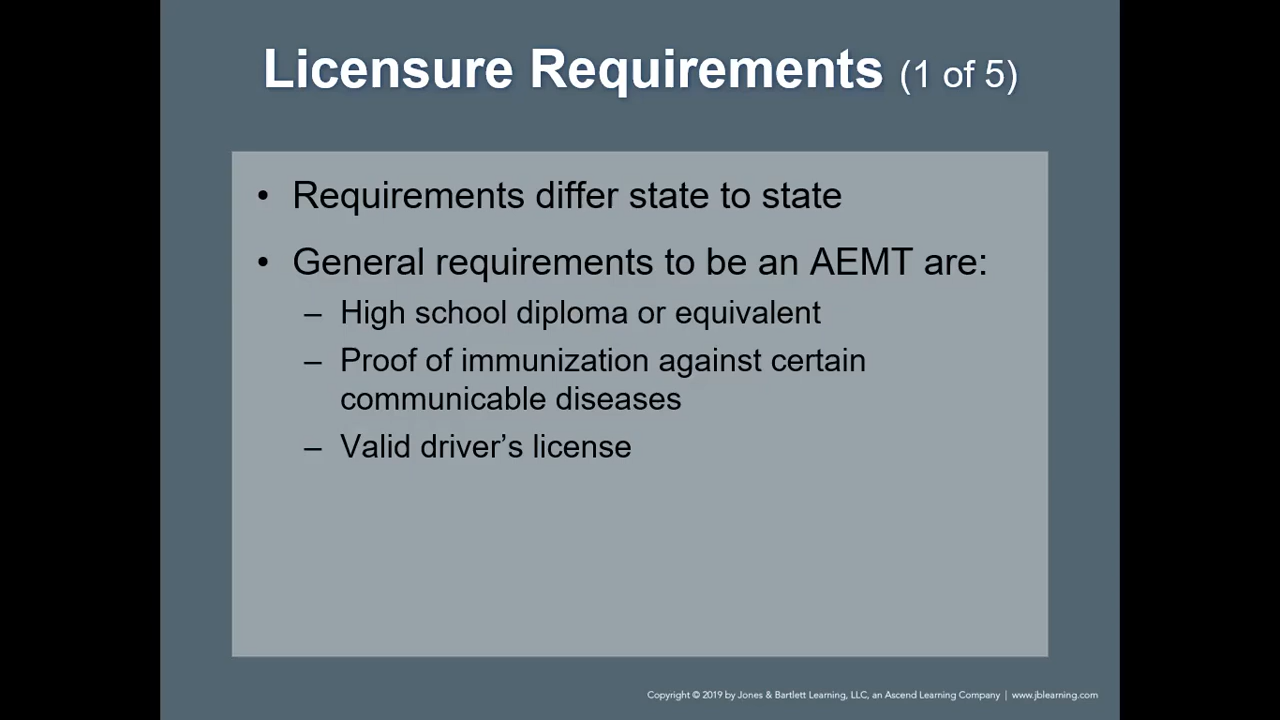 Licensure Requirements (1 of 5)
• Requirements differ state to state
• General requirements to be an AEMT are:
– High school diploma or equivalent
– Proof of immunization against certain
communicable diseases
– Valid driver’s license
Copyright © 2019 by Jones & Bartlett Learning, LLC, an Ascend Learning Company | www.jblearning.com